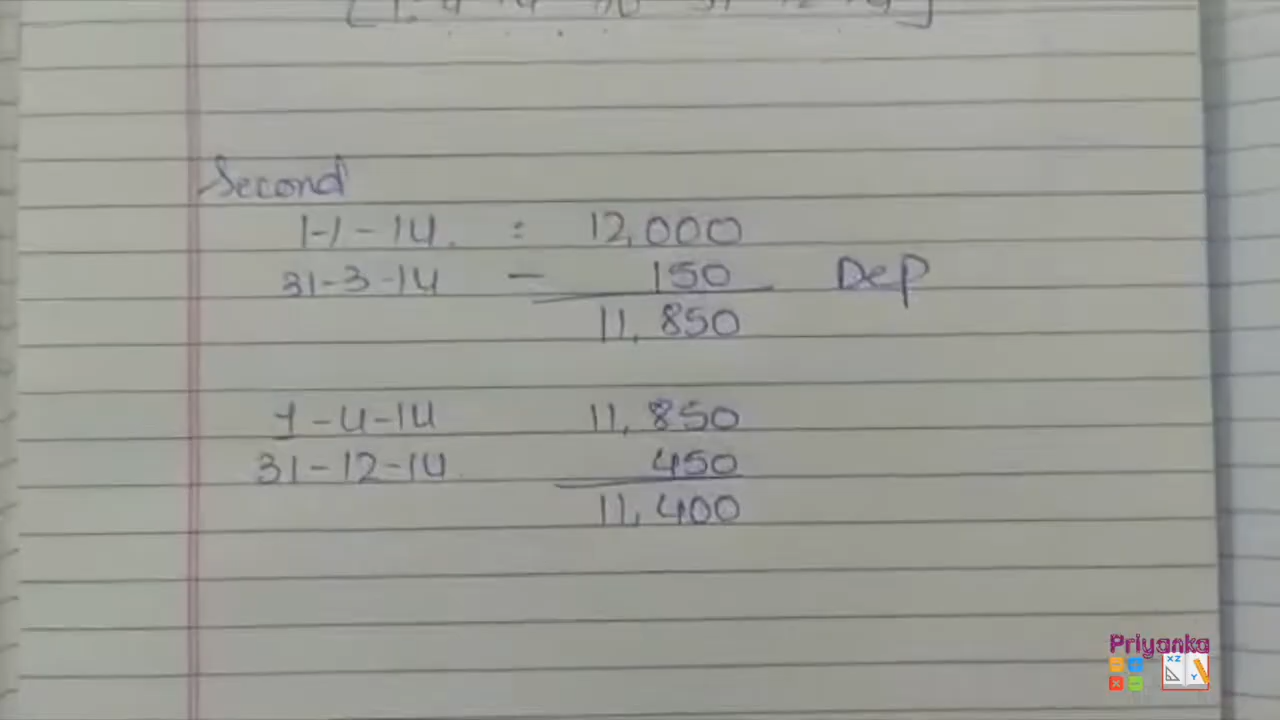 Second
1-1-14. : 12,000
31-3-14 - 150 Dep
11,850
1-4-14 11,850
31-12-14 450
11,400
Priyanka